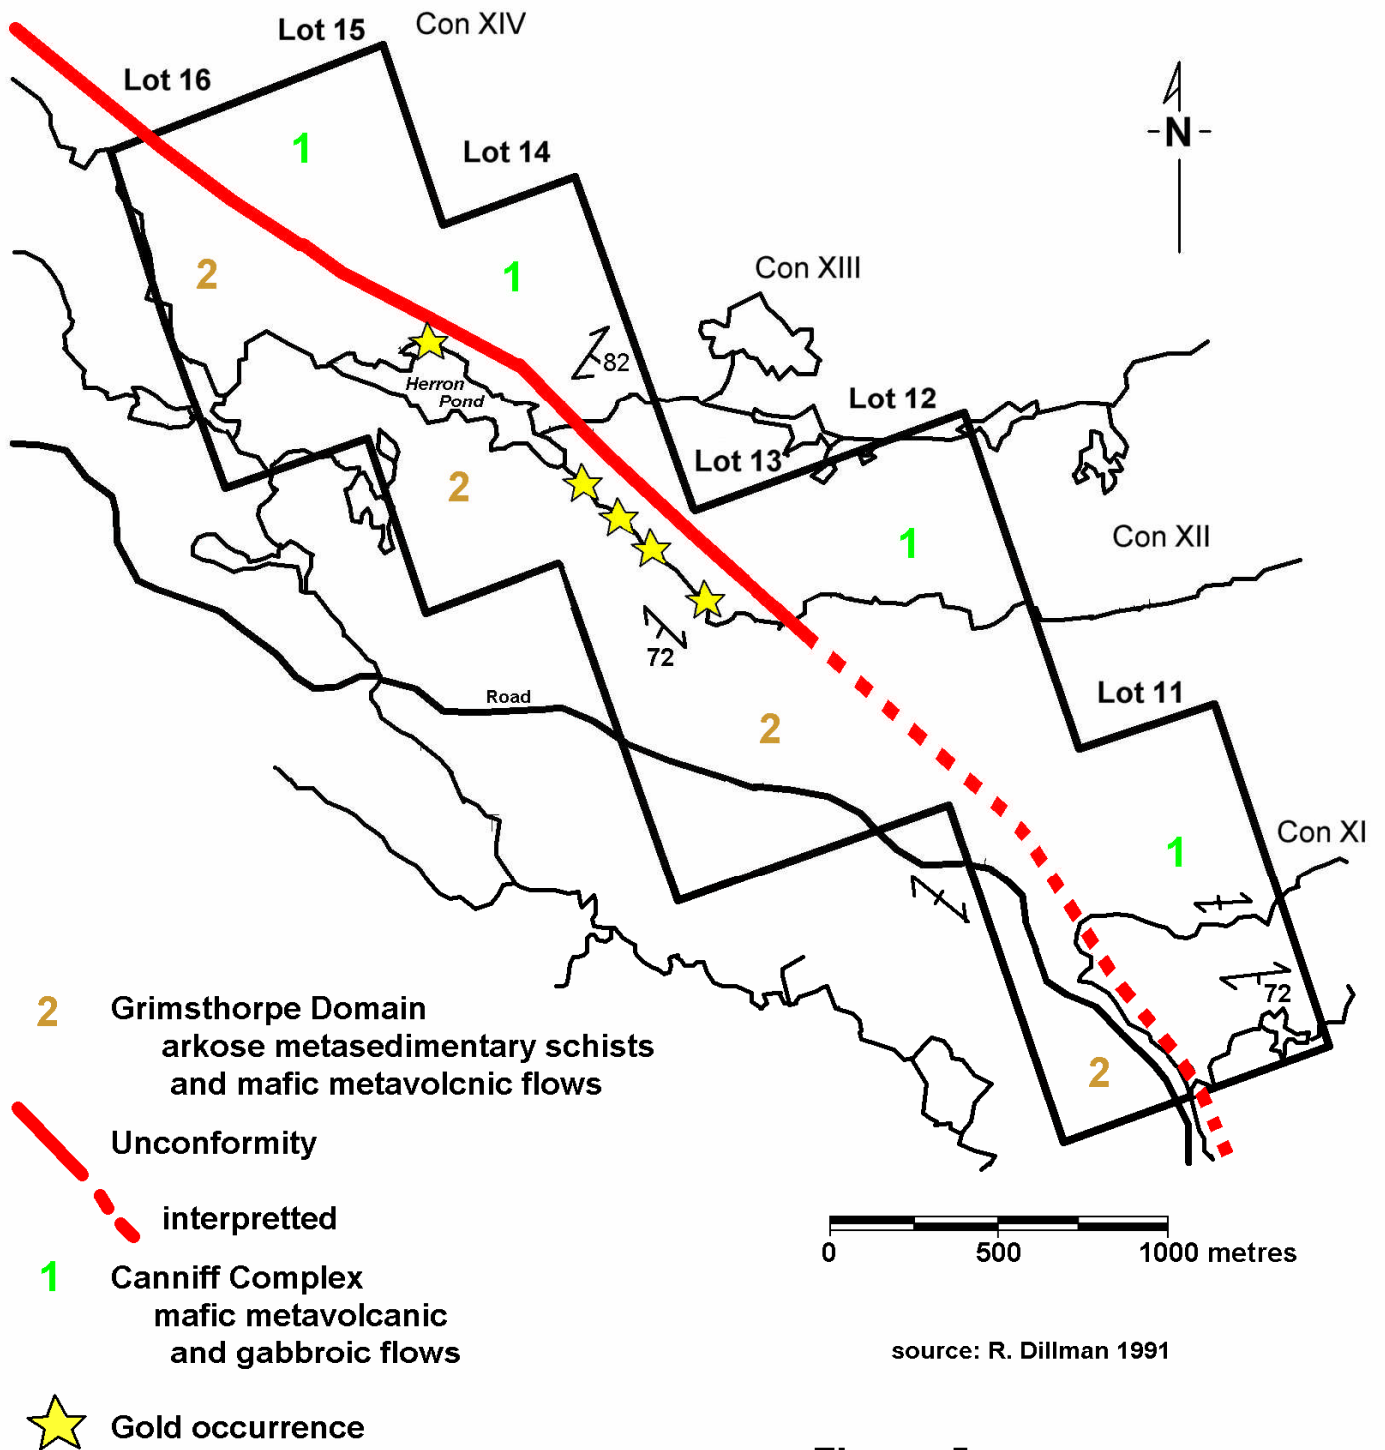 Lot 15
Con XIV
Lot 16
1
Lot 14
N
2
1
Con XIII
82
Herron
Pond
Lot 12
Lot 13
2
1
Con XII
72
Road
Lot 11
2
1
Con XI
72
2
2
Grimsthorpe Domain
arkose metasedimentary schists
and mafic metavolcnic flows
Unconformity
interpretted
0 500 1000 metres
1
Canniff Complex
mafic metavolcanic
and gabbroic flows
source: R. Dillman 1991
Gold occurrence